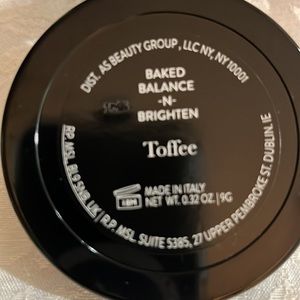 DIST. AS BEAUTY GROUP, LLC NY, NY 10001
BAKED
BALANCE
-N-
BRIGHTEN
Toffee
MADE IN ITALY
NET WT. 0.32 OZ. | 9G
UK | R.P. MSL. SUITE 5385, 27 UPPER PEMBROKE ST. DUBLIN. IE